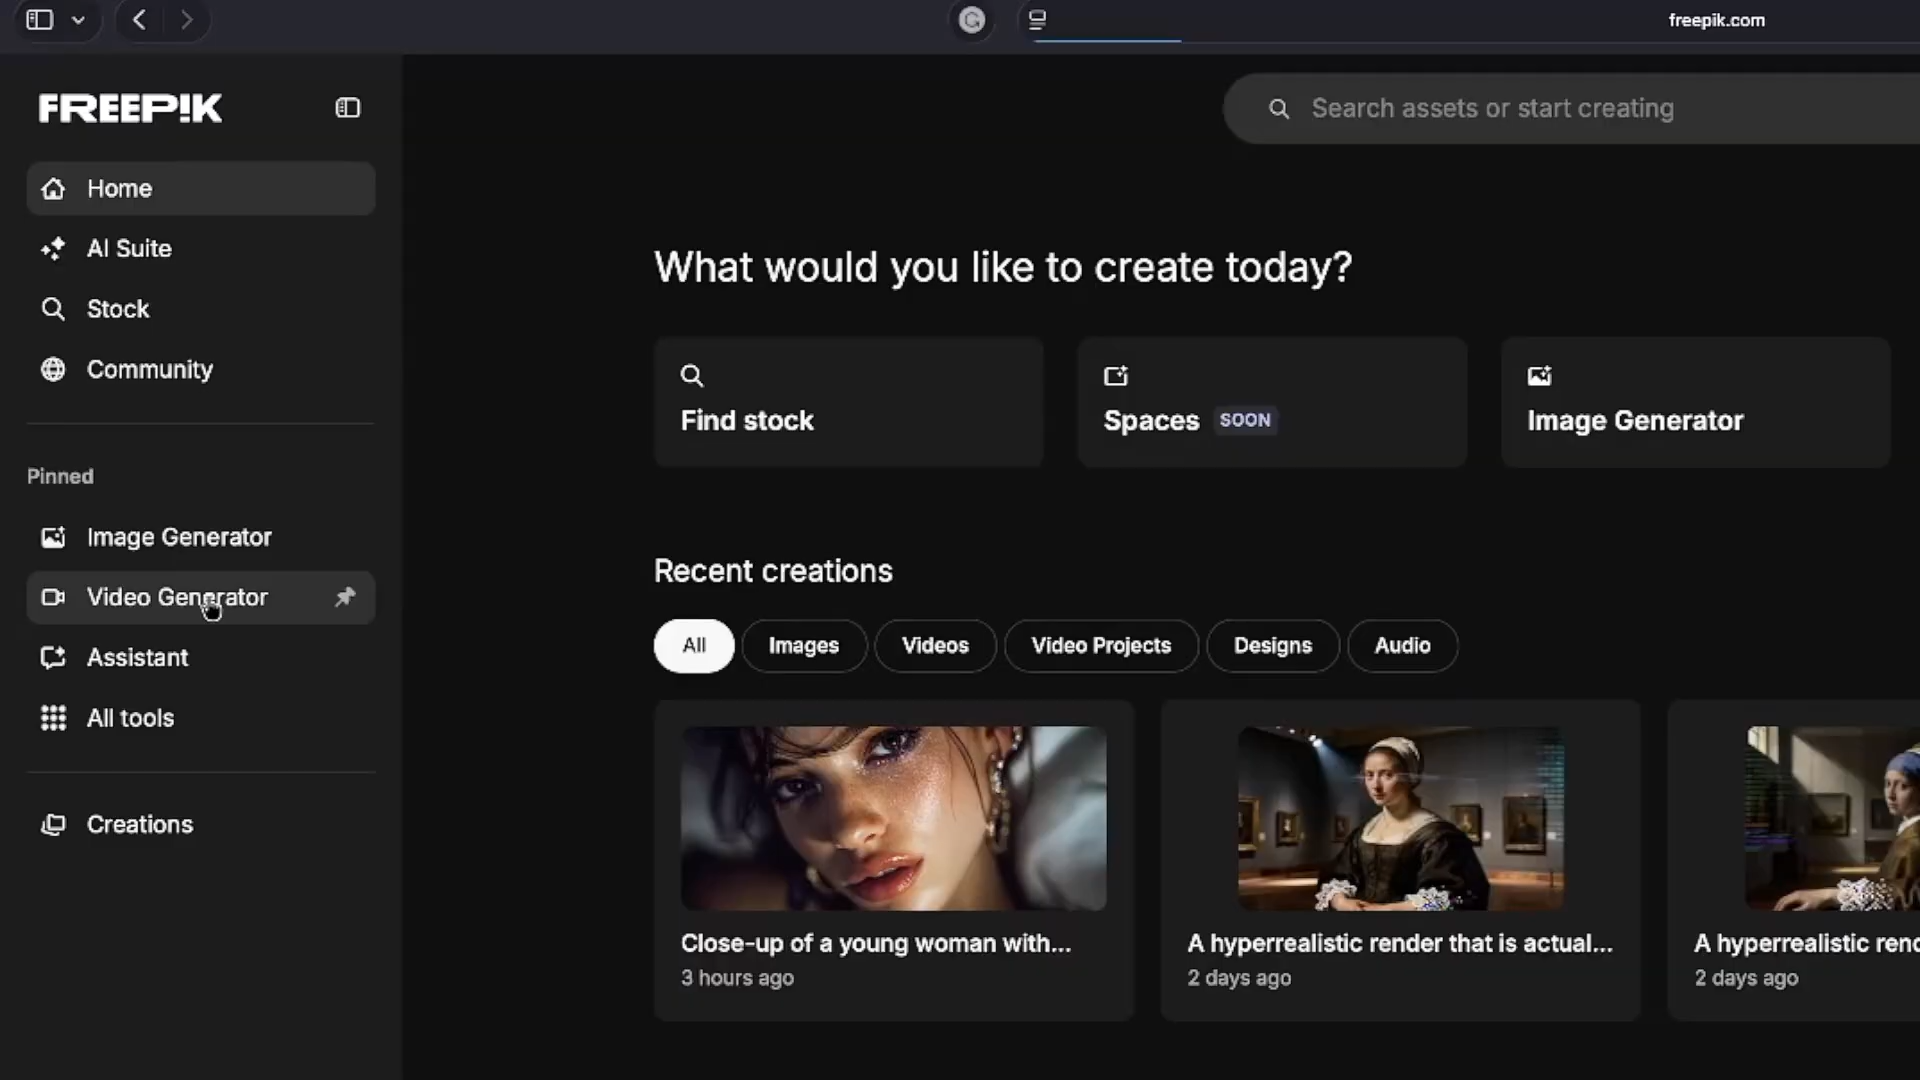 freepik.com
FREEP!K
Search assets or start creating
Home
AI Suite
Stock
Community
Pinned
Image Generator
Video Generator
Assistant
All tools
Creations
What would you like to create today?
Find stock
Spaces SOON
Image Generator
Recent creations
All Images Videos Video Projects Designs Audio
Close-up of a young woman with...
3 hours ago
A hyperrealistic render that is actual...
2 days ago
A hyperrealistic rend
2 days ago